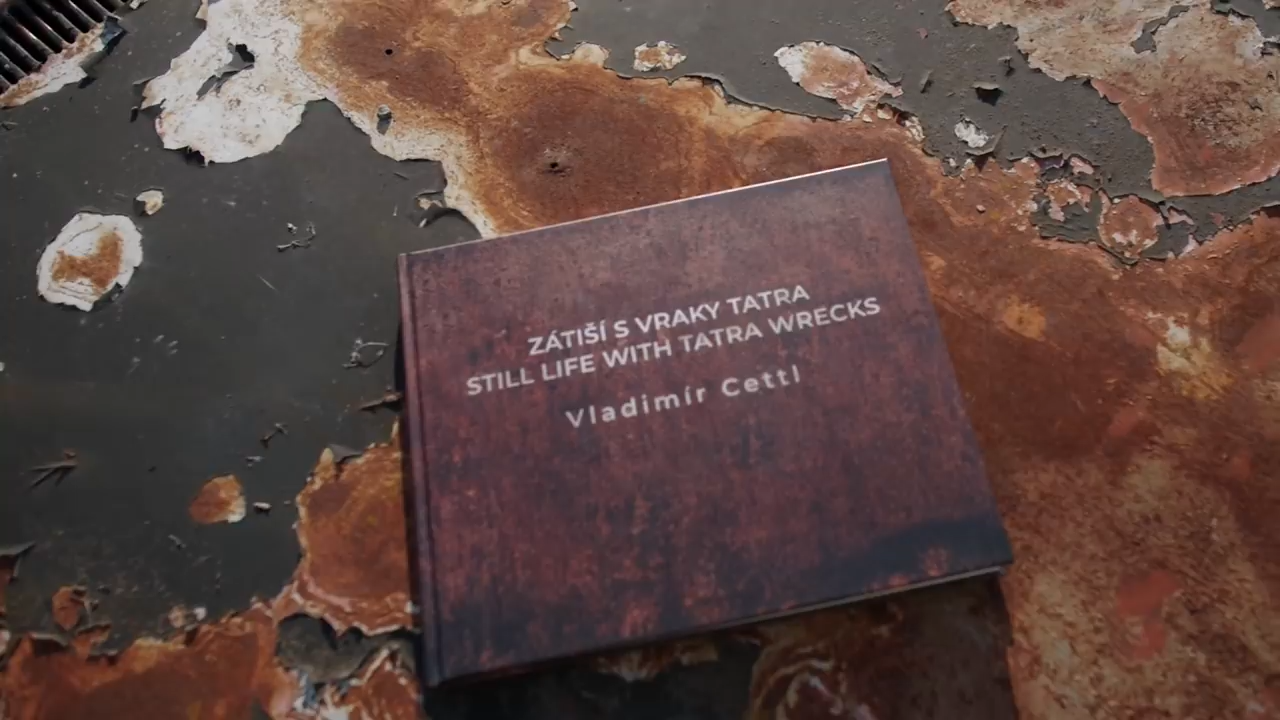 ZÁTIŠÍ S VRAKY TATRA
STILL LIFE WITH TATRA WRECKS
Vladimír Cettl